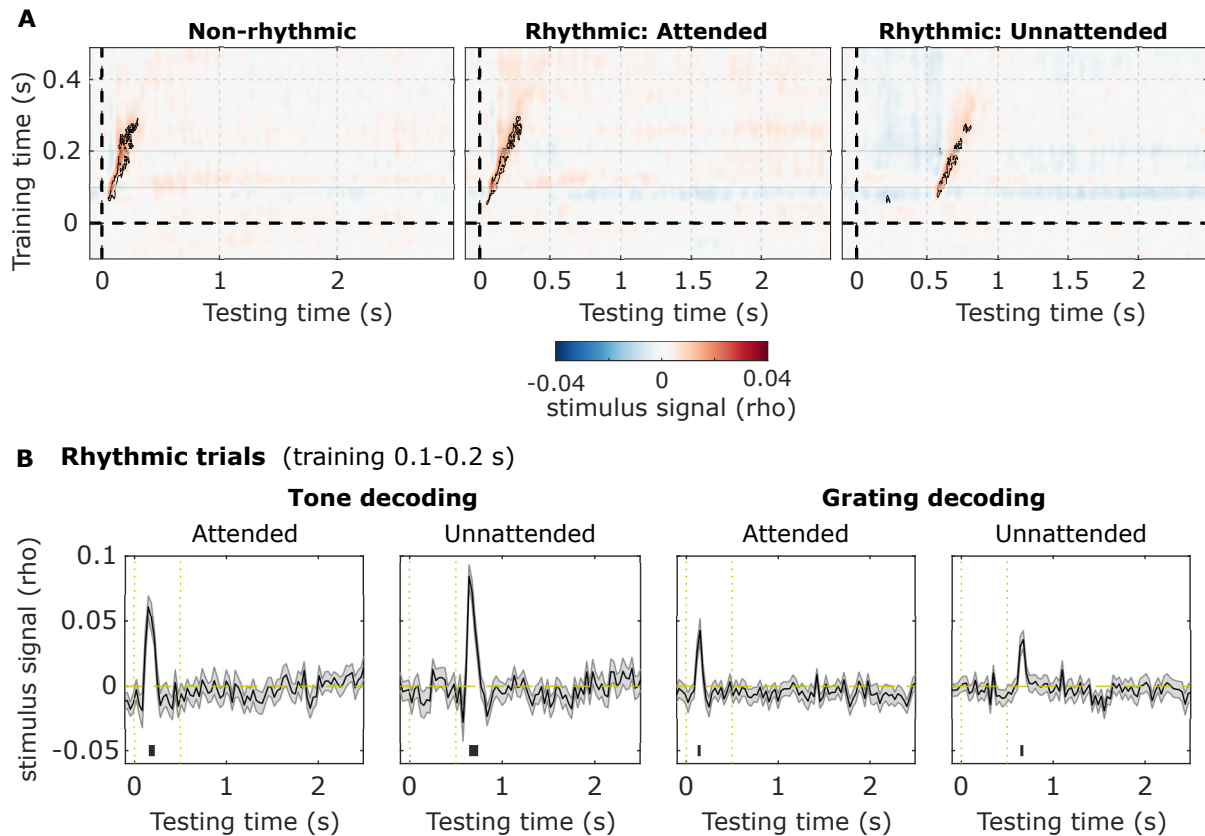 A
Non-rhythmic
Rhythmic: Attended
Rhythmic: Unnattended
Training time (s)
0.4
0.2
0
0 1 2
0 0.5 1 1.5 2
0 0.5 1 1.5 2
Testing time (s)
Testing time (s)
Testing time (s)
-0.04 0 0.04
stimulus signal (rho)
B Rhythmic trials (training 0.1-0.2 s)
Tone decoding
Grating decoding
Attended
Unnattended
Attended
Unnattended
stimulus signal (rho)
0.1
0.05
0
-0.05
0 1 2
0 1 2
0 1 2
0 1 2
Testing time (s)
Testing time (s)
Testing time (s)
Testing time (s)